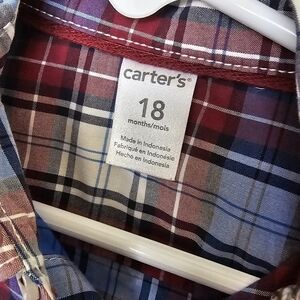 carter's®
18
months/mois
Made in Indonesia
Fabriqué en Indonésie
Hecho en Indonesia